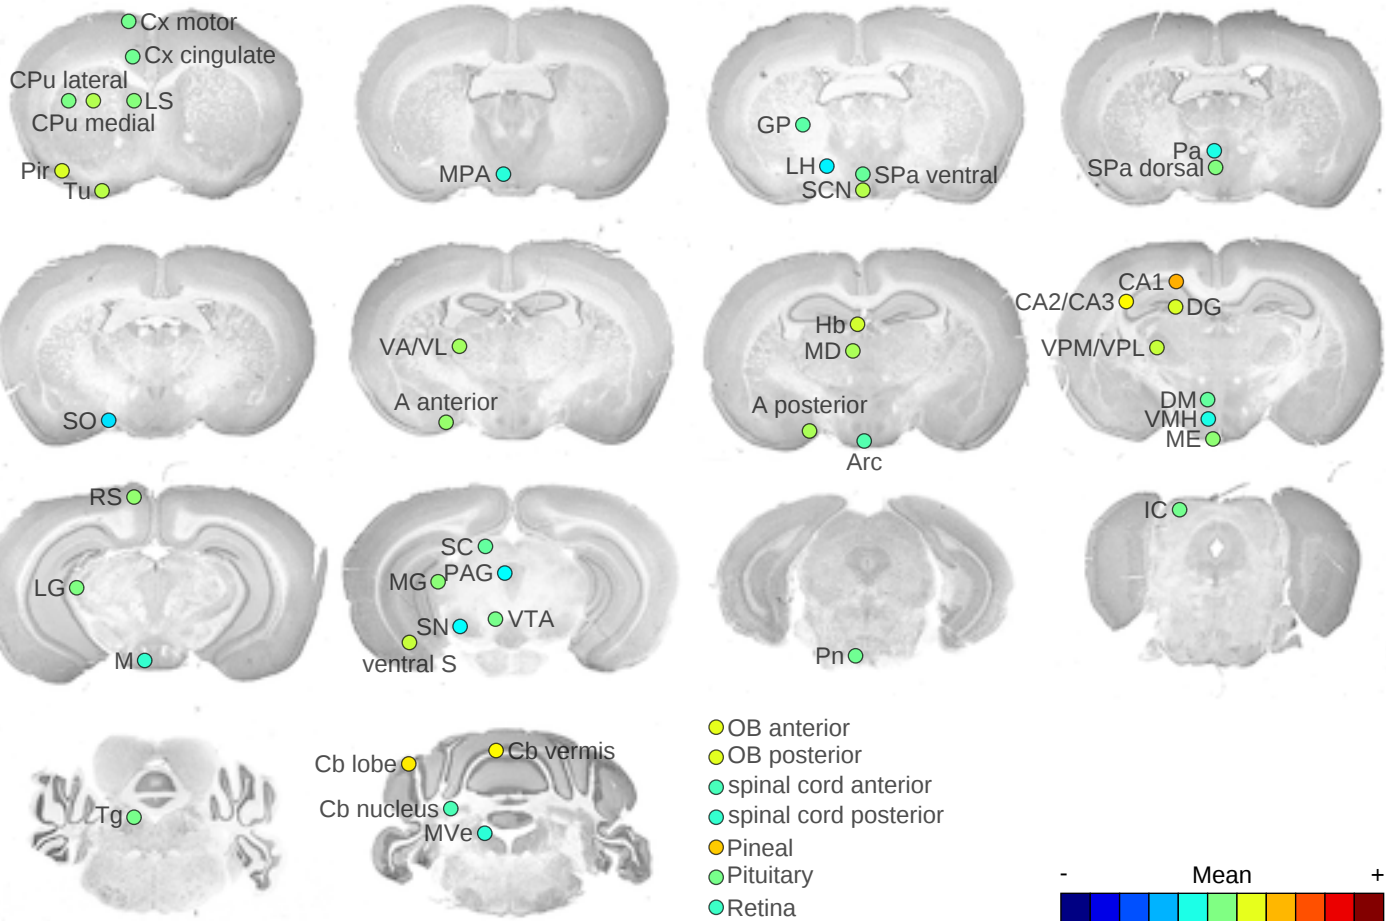 Cx motor
Cx cingulate
CPu lateral
LS
CPu medial
Pir
Tu
MPA
GP
LH
SPa ventral
SCN
Pa
SPa dorsal
SO
VA/VL
A anterior
Hb
MD
A posterior
Arc
CA1
CA2/CA3
DG
VPM/VPL
DM
VMH
ME
RS
LG
M
SC
PAG
MG
SN
VTA
ventral S
Pn
IC
Tg
Cb lobe
Cb vermis
Cb nucleus
MVe
OB anterior
OB posterior
spinal cord anterior
spinal cord posterior
Pineal
Pituitary
Retina
- Mean +